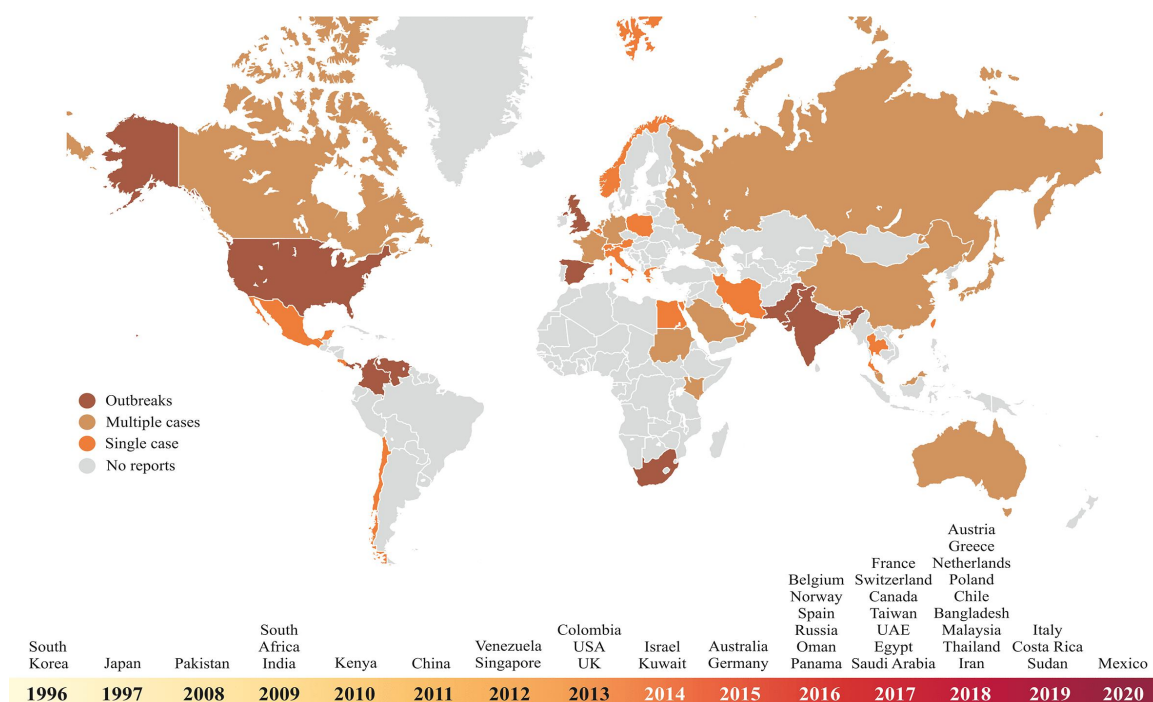 Outbreaks
Multiple cases
Single case
No reports
South
Korea
Japan
Pakistan
South
Africa
India
Kenya
China
Venezuela
Singapore
Colombia
USA
UK
Israel
Kuwait
Australia
Germany
Belgium
Norway
Spain
Russia
Oman
Panama
France
Switzerland
Canada
Taiwan
UAE
Egypt
Saudi Arabia
Austria
Greece
Netherlands
Poland
Chile
Bangladesh
Malaysia
Thailand
Iran
Italy
Costa Rica
Sudan
Mexico
1996 1997 2008 2009 2010 2011 2012 2013 2014 2015 2016 2017 2018 2019 2020